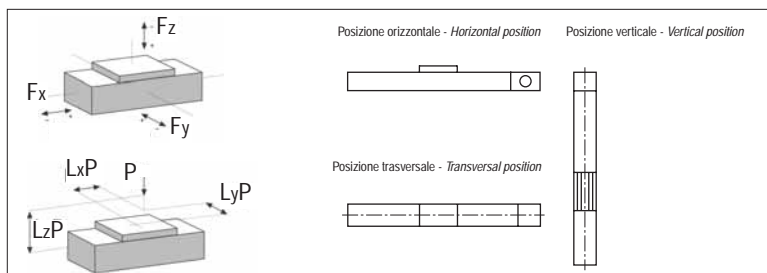 Fz
Fx
Fy
LxP
P
LyP
LzP
Posizione orizzontale - Horizontal position
Posizione verticale - Vertical position
Posizione trasversale - Transversal position